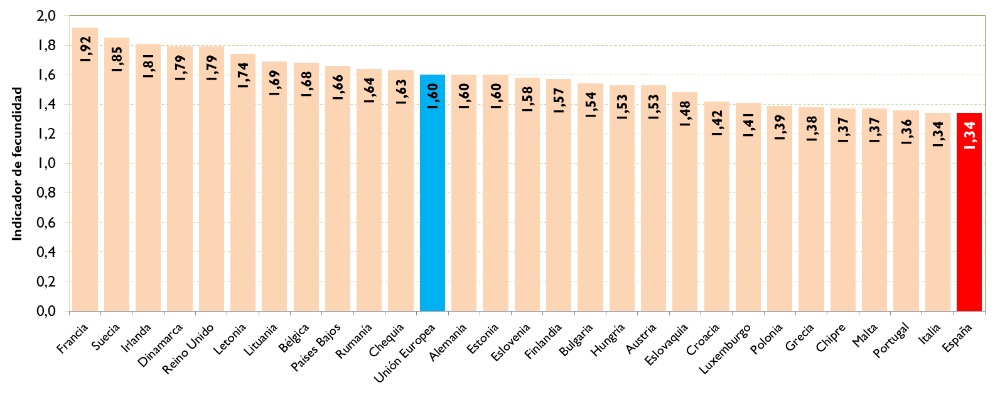 Indicador de fecundidad
2,0
1,8
1,6
1,4
1,2
1,0
0,8
0,6
0,4
0,2
0,0
1,92
1,85
1,81
1,79
1,79
1,74
1,69
1,68
1,66
1,64
1,63
1,60
1,60
1,60
1,58
1,57
1,54
1,53
1,53
1,48
1,42
1,41
1,39
1,38
1,37
1,37
1,36
1,34
1,34
Francia
Suecia
Irlanda
Dinamarca
Reino Unido
Letonia
Lituania
Bélgica
Países Bajos
Rumanía
Chequia
Unión Europea
Alemania
Estonia
Eslovenia
Finlandia
Bulgaria
Hungría
Austria
Eslovaquia
Croacia
Luxemburgo
Polonia
Grecia
Chipre
Malta
Portugal
Italia
España